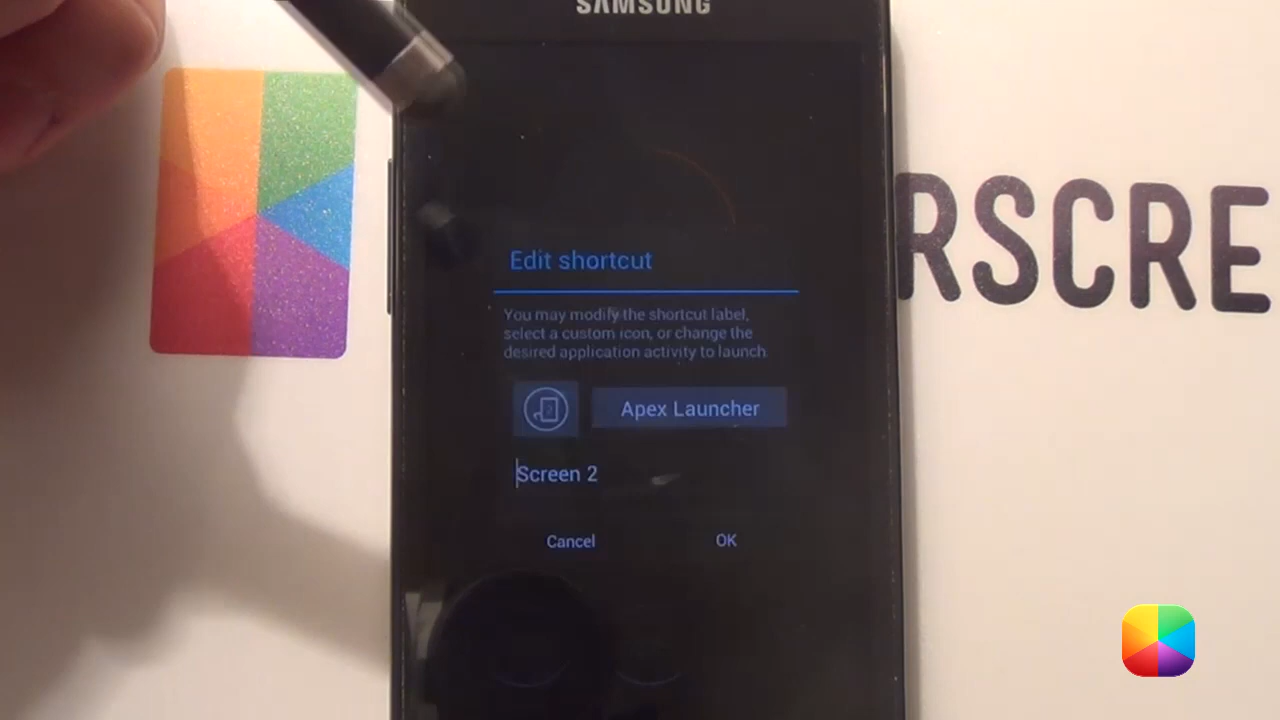 SAMSUNG
RSCRE
Edit shortcut
You may modify the shortcut label,
select a custom icon, or change the
desired application activity to launch.
Apex Launcher
Screen 2
Cancel
OK